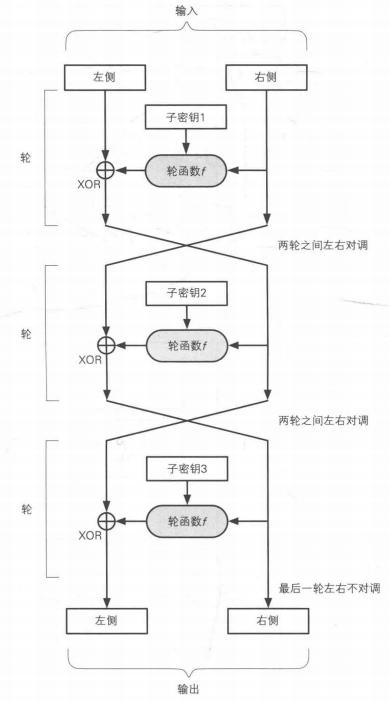 输入
左侧
右侧
子密钥1
轮
轮函数f
XOR
两轮之间左右对调
子密钥2
轮
轮函数f
XOR
两轮之间左右对调
子密钥3
轮
轮函数f
XOR
最后一轮左右不对调
左侧
右侧
输出